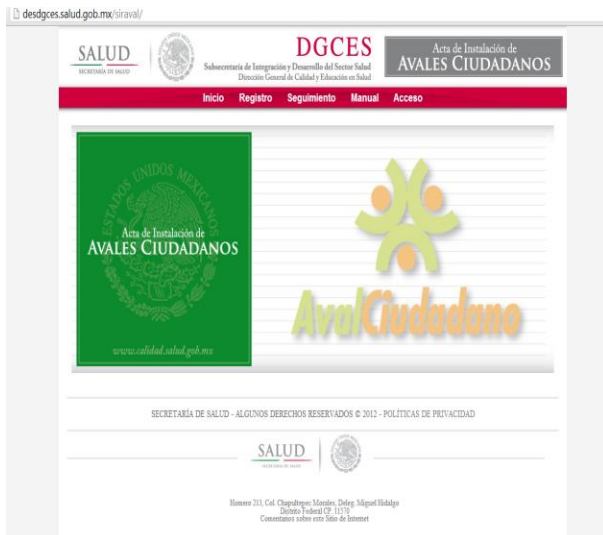 desdgces.salud.gob.mx/siraval/
SALUD
SECRETARÍA DE SALUD
DGCES
Subsecretaría de Integración y Desarrollo del Sector Salud
Dirección General de Calidad y Educación en Salud
Acta de Instalación de
AVALES CIUDADANOS
Inicio Registro Seguimiento Manual Acceso
ESTADOS UNIDOS MEXICANOS
Acta de Instalación de
AVALES CIUDADANOS
www.calidad.salud.gob.mx
AvalCiudadano
SECRETARÍA DE SALUD - ALGUNOS DERECHOS RESERVADOS © 2012 - POLÍTICAS DE PRIVACIDAD
SALUD
SECRETARÍA DE SALUD
Homero 213, Col. Chapultepec Morales, Deleg. Miguel Hidalgo
Distrito Federal CP. 11570
Comentarios sobre este Sitio de Internet